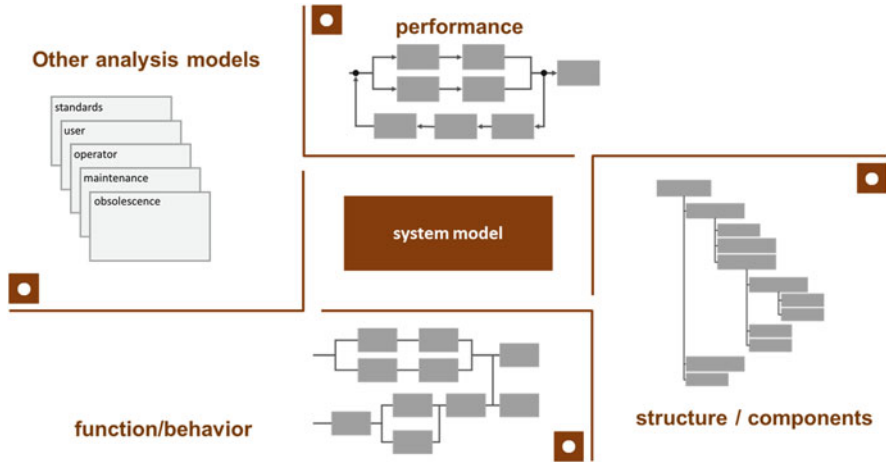 performance
Other analysis models
standards
user
operator
maintenance
obsolescence
system model
function/behavior
structure / components